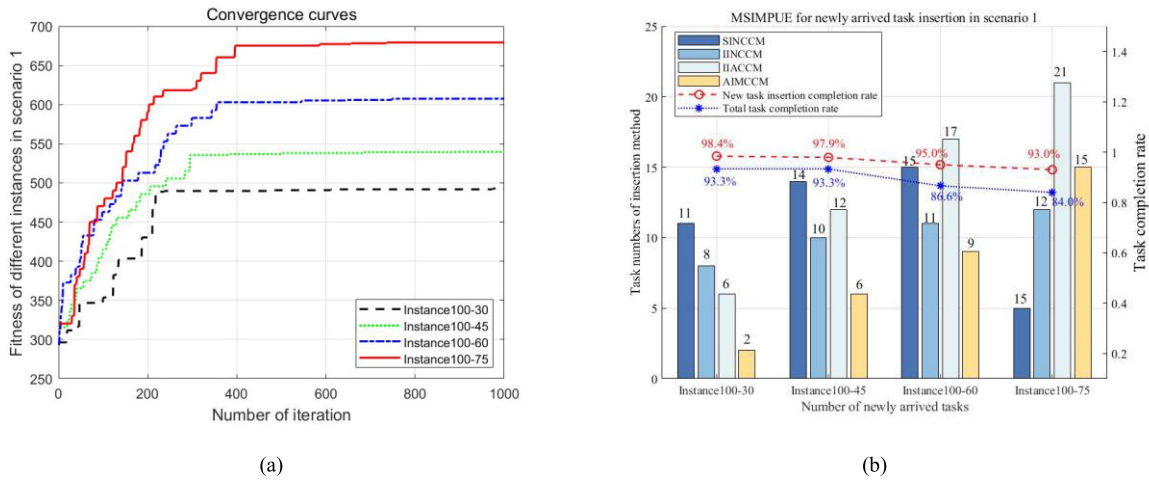 Convergence curves
700
650
600
550
500
450
400
350
300
250
Fitness of different instances in scenario 1
0 200 400 600 800 1000
Number of iteration
Instance100-30
Instance100-45
Instance100-60
Instance100-75
(a)
MSIMPUE for newly arrived task insertion in scenario 1
25
20
15
10
5
0
Task numbers of insertion method
SINCCM
IINCCM
IIACCM
AIMCCM
New task insertion completion rate
Total task completion rate
98.4% 97.9% 95.0% 93.0%
93.3% 93.3% 86.6% 84.0%
11 8 6 2
14 10 12 6
15 11 17 9
15 12 21 15
1.4
1.2
1
0.8
0.6
0.4
0.2
Task completion rate
Instance100-30 Instance100-45 Instance100-60 Instance100-75
Number of newly arrived tasks
(b)